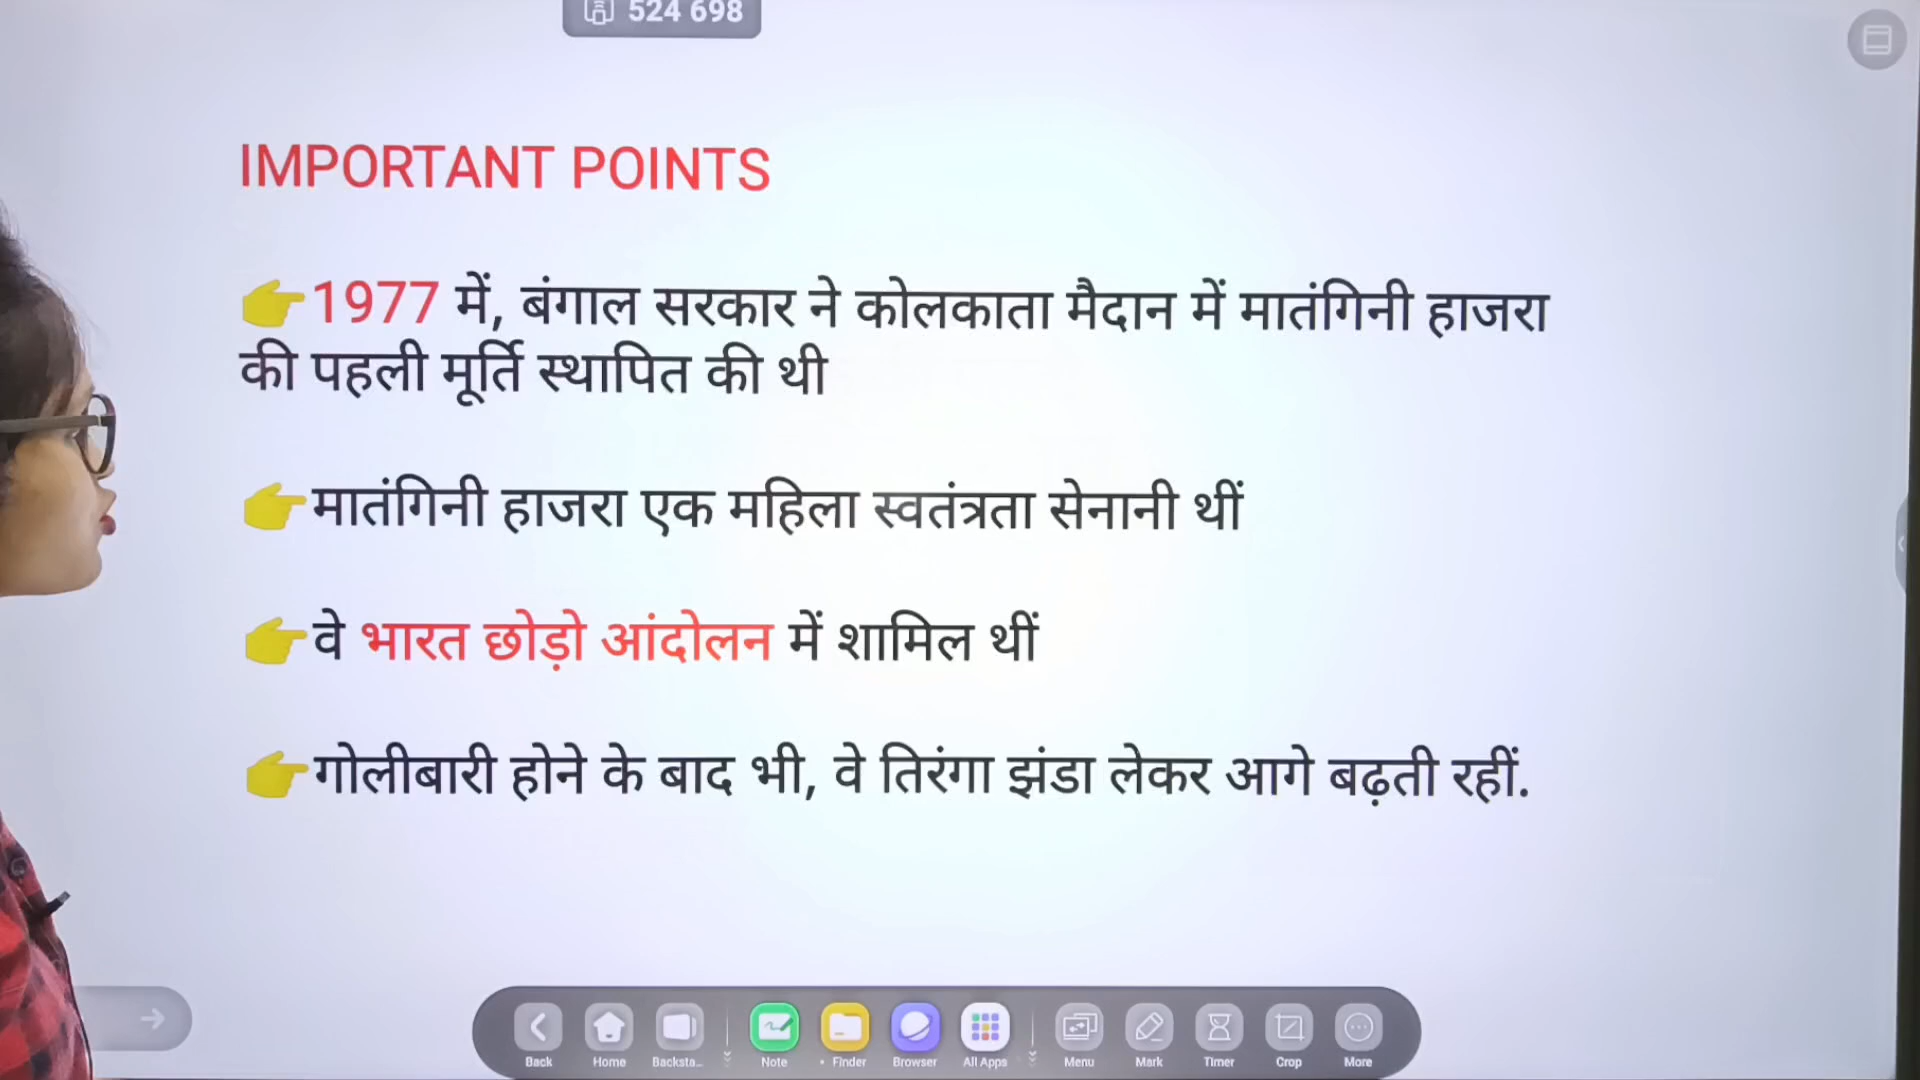 524 698
IMPORTANT POINTS
👉1977 में, बंगाल सरकार ने कोलकाता मैदान में मातंगिनी हाजरा
की पहली मूर्ति स्थापित की थी
👉मातंगिनी हाजरा एक महिला स्वतंत्रता सेनानी थीं
👉वे भारत छोड़ो आंदोलन में शामिल थीं
👉गोलीबारी होने के बाद भी, वे तिरंगा झंडा लेकर आगे बढ़ती रहीं.
Back Home Backsta... Note Finder Browser All Apps Menu Mark Timer Crop More